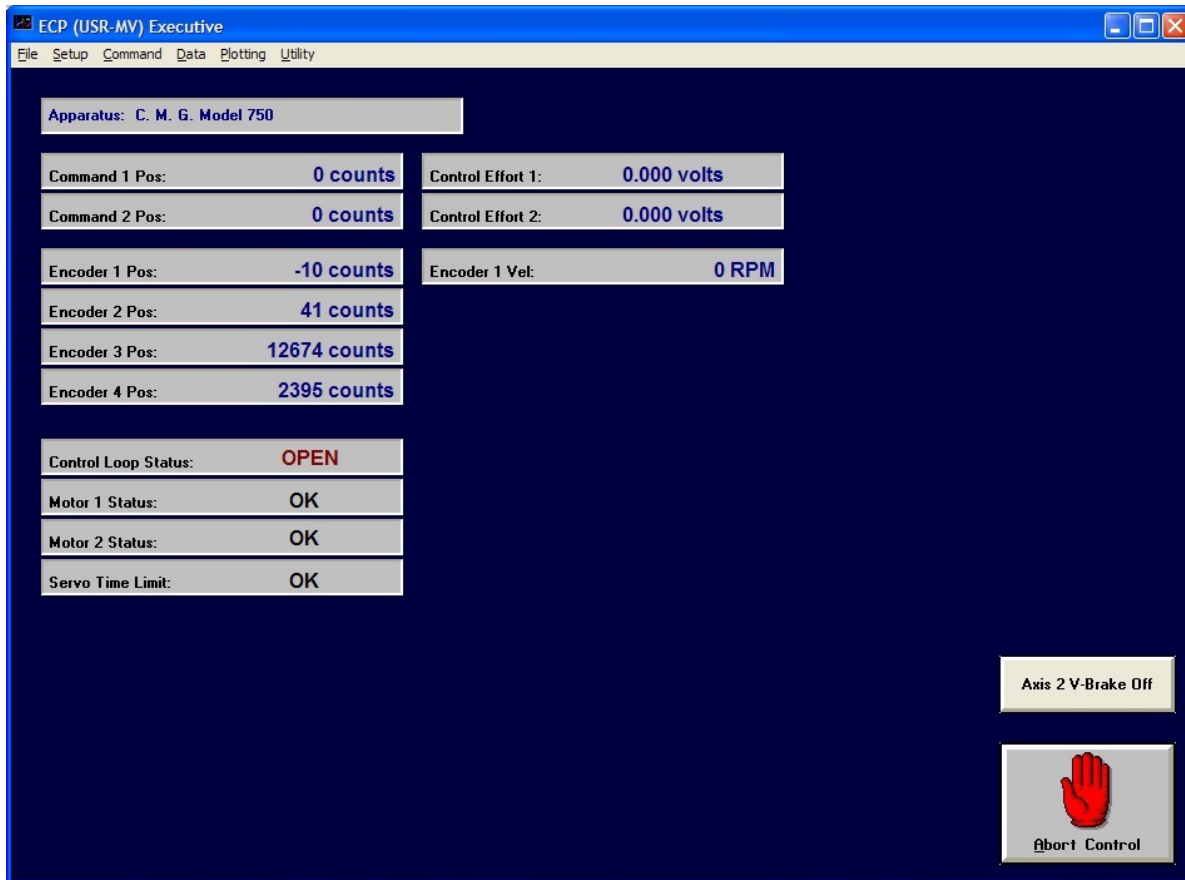 ECP (USR-MV) Executive
File Setup Command Data Plotting Utility
Apparatus: C. M. G. Model 750
Command 1 Pos: 0 counts Control Effort 1: 0.000 volts
Command 2 Pos: 0 counts Control Effort 2: 0.000 volts
Encoder 1 Pos: -10 counts Encoder 1 Vel: 0 RPM
Encoder 2 Pos: 41 counts
Encoder 3 Pos: 12674 counts
Encoder 4 Pos: 2395 counts
Control Loop Status: OPEN
Motor 1 Status: OK
Motor 2 Status: OK
Servo Time Limit: OK
Axis 2 V-Brake Off
Abort Control